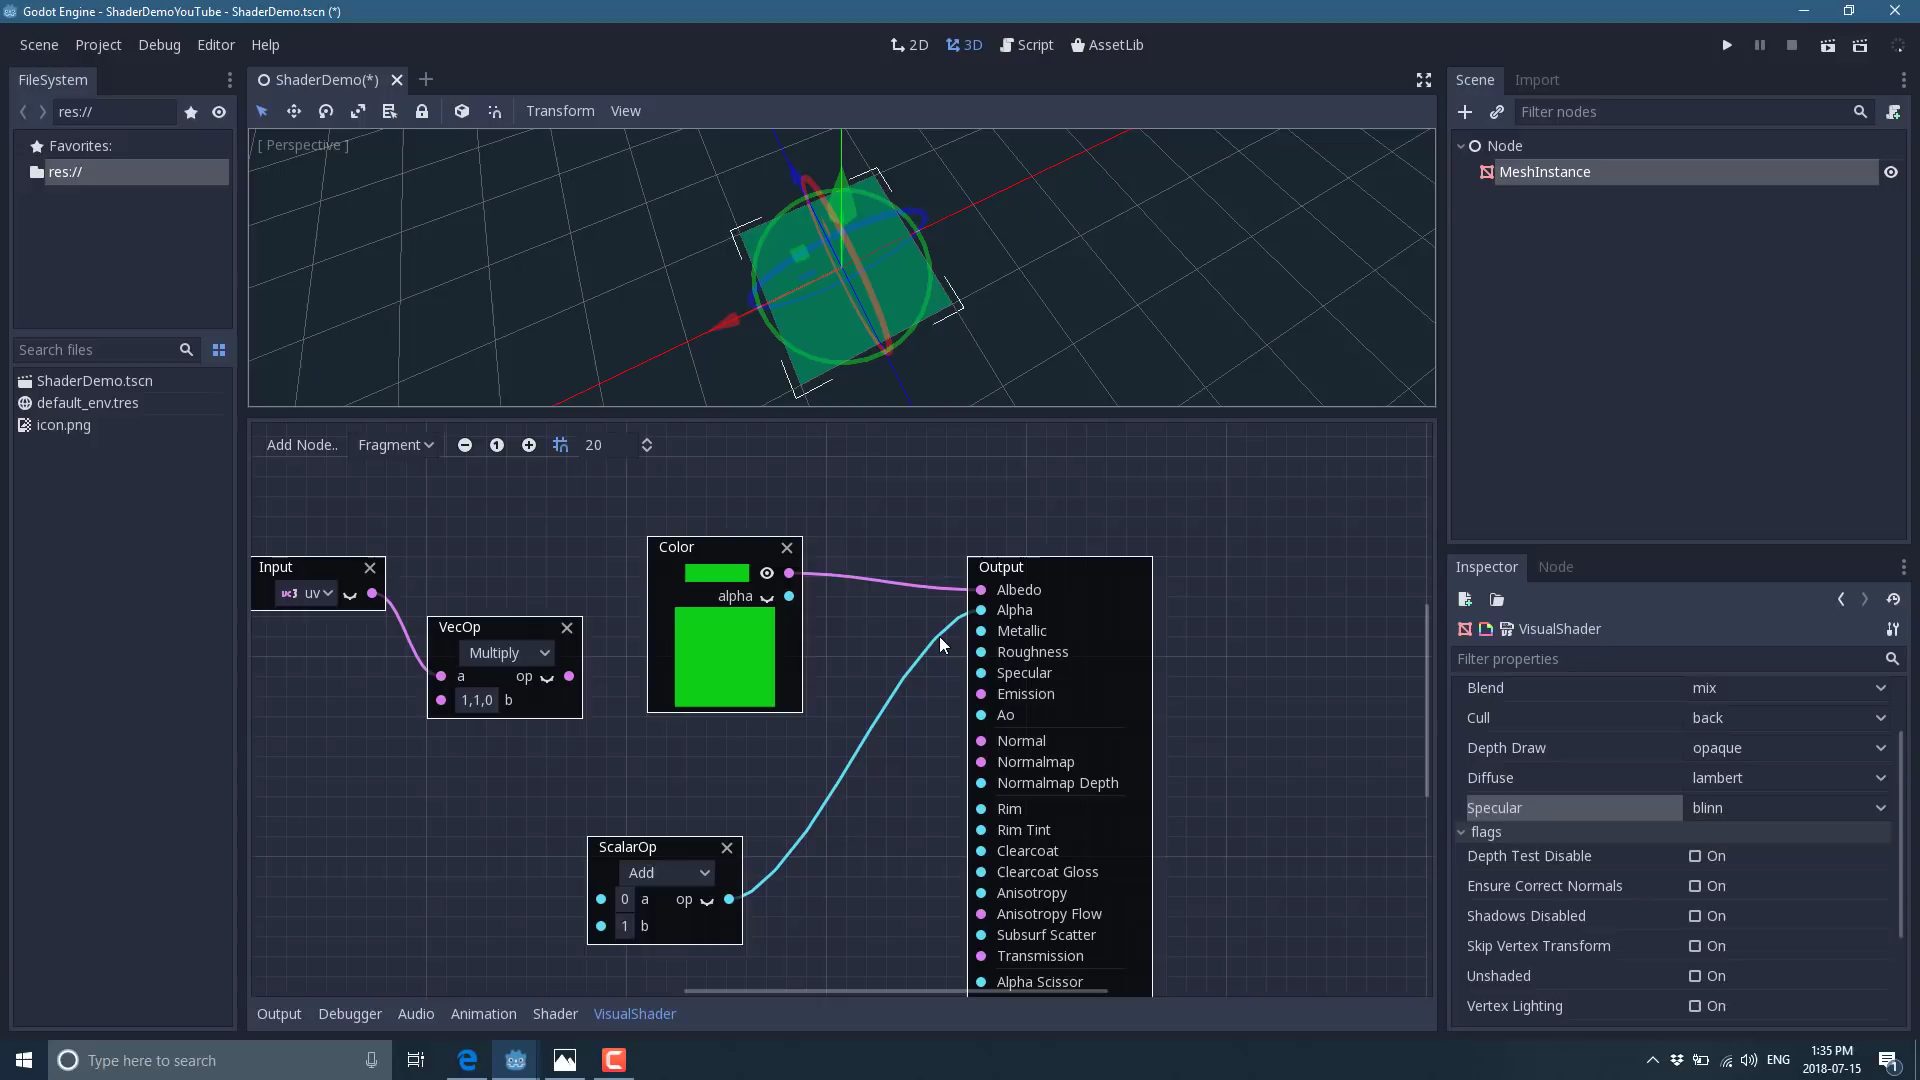 Godot Engine - ShaderDemoYouTube - ShaderDemo.tscn (*)
Scene Project Debug Editor Help
2D 3D Script AssetLib
FileSystem
res://
Favorites:
res://
Search files
ShaderDemo.tscn
default_env.tres
icon.png
ShaderDemo(*)
Transform View
[ Perspective ]
Add Node.. Fragment 1 20
Input
vc3 uv
VecOp
Multiply
a op
1,1,0 b
Color
alpha
ScalarOp
Add
0 a op
1 b
Output
Albedo
Alpha
Metallic
Roughness
Specular
Emission
Ao
Normal
Normalmap
Normalmap Depth
Rim
Rim Tint
Clearcoat
Clearcoat Gloss
Anisotropy
Anisotropy Flow
Subsurf Scatter
Transmission
Alpha Scissor
Output Debugger Audio Animation Shader VisualShader
Scene Import
Filter nodes
Node
MeshInstance
Inspector Node
VisualShader
Filter properties
Blend mix
Cull back
Depth Draw opaque
Diffuse lambert
Specular blinn
flags
Depth Test Disable On
Ensure Correct Normals On
Shadows Disabled On
Skip Vertex Transform On
Unshaded On
Vertex Lighting On
Type here to search
ENG
1:35 PM
2018-07-15
1